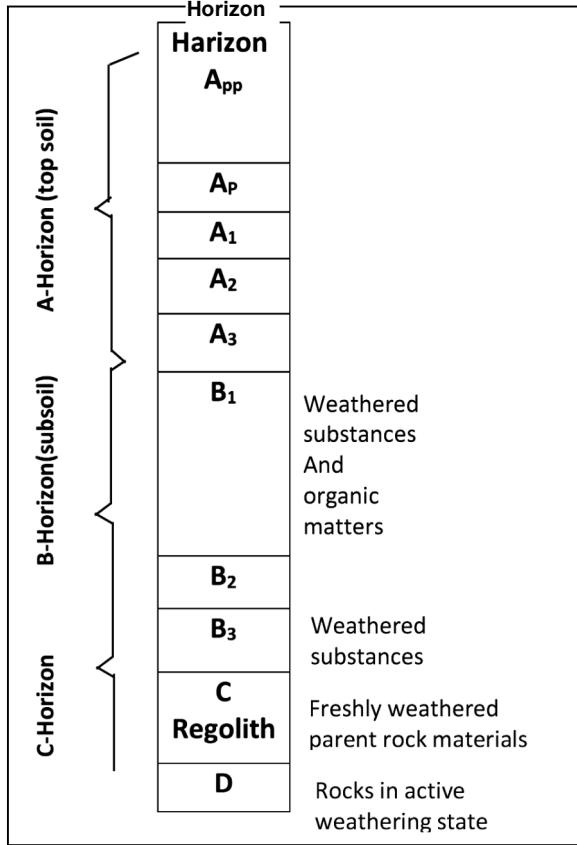 Horizon
Harizon
App
AP
A1
A2
A3
B1
B2
B3
C
Regolith
D
A-Horizon (top soil)
B-Horizon(subsoil)
C-Horizon
Weathered
substances
And
organic
matters
Weathered
substances
Freshly weathered
parent rock materials
Rocks in active
weathering state